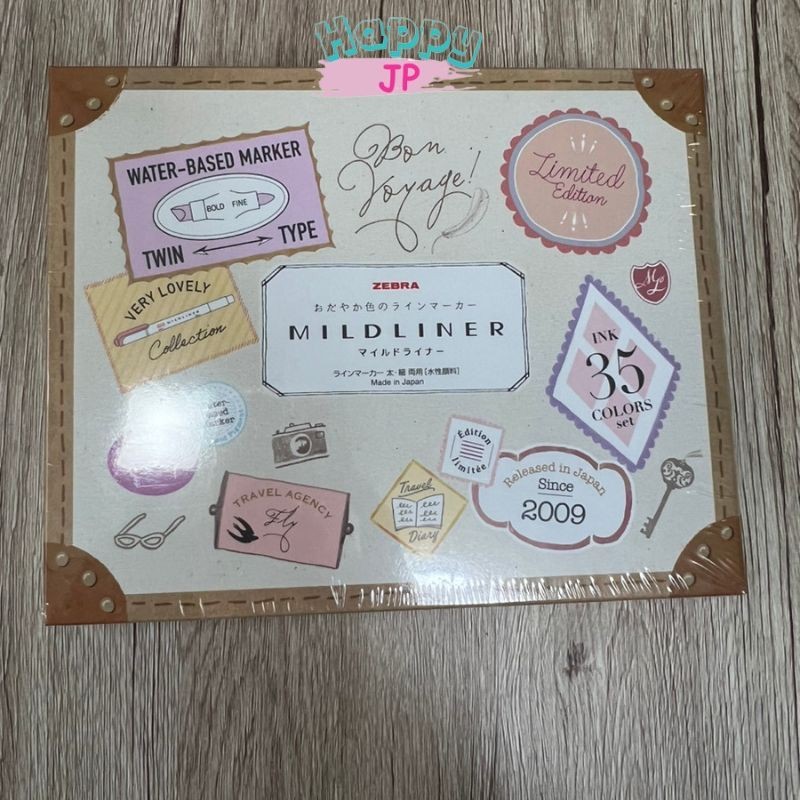 Happy
JP
WATER-BASED MARKER
BOLD FINE
TWIN TYPE
Bon
Voyage!
Limited
Edition
VERY LOVELY
MILDLINER
Collection
ZEBRA
おだやか色のラインマーカー
MILDLINER
マイルドライナー
ラインマーカー 太・細 両用[水性顔料]
Made in Japan
INK
35
COLORS
set
Édition
limitée
TRAVEL AGENCY
Fly
Travel
Diary
Released in Japan
Since
2009